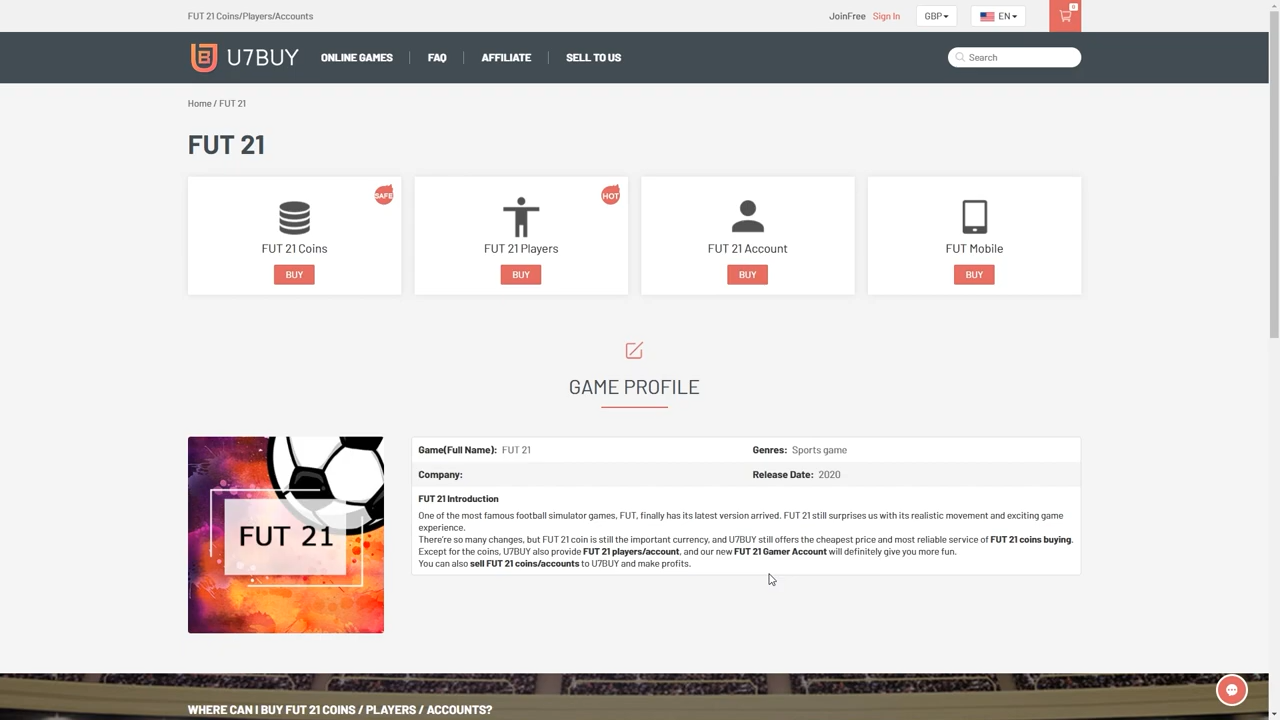 FUT 21 Coins/Players/Accounts
JoinFree Sign In GBP EN 0
U7BUY ONLINE GAMES FAQ AFFILIATE SELL TO US Search
Home / FUT 21
FUT 21
SAFE
FUT 21 Coins
BUY
HOT
FUT 21 Players
BUY
FUT 21 Account
BUY
FUT Mobile
BUY
GAME PROFILE
FUT 21
Game(Full Name): FUT 21 Genres: Sports game
Company: Release Date: 2020
FUT 21 Introduction
One of the most famous football simulator games, FUT, finally has its latest version arrived. FUT 21 still surprises us with its realistic movement and exciting game
experience.
There're so many changes, but FUT 21 coin is still the important currency, and U7BUY still offers the cheapest price and most reliable service of FUT 21 coins buying.
Except for the coins, U7BUY also provide FUT 21 players/account, and our new FUT 21 Gamer Account will definitely give you more fun.
You can also sell FUT 21 coins/accounts to U7BUY and make profits.
WHERE CAN I BUY FUT 21 COINS / PLAYERS / ACCOUNTS?